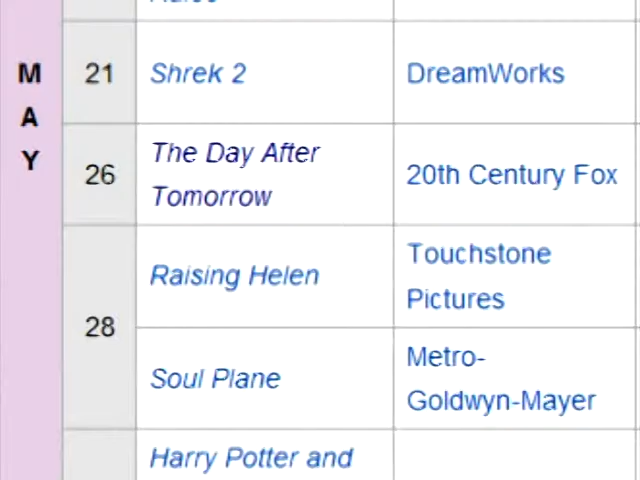 M
A
Y
21
Shrek 2
DreamWorks
26
The Day After
Tomorrow
20th Century Fox
28
Raising Helen
Touchstone
Pictures
Soul Plane
Metro-
Goldwyn-Mayer
Harry Potter and